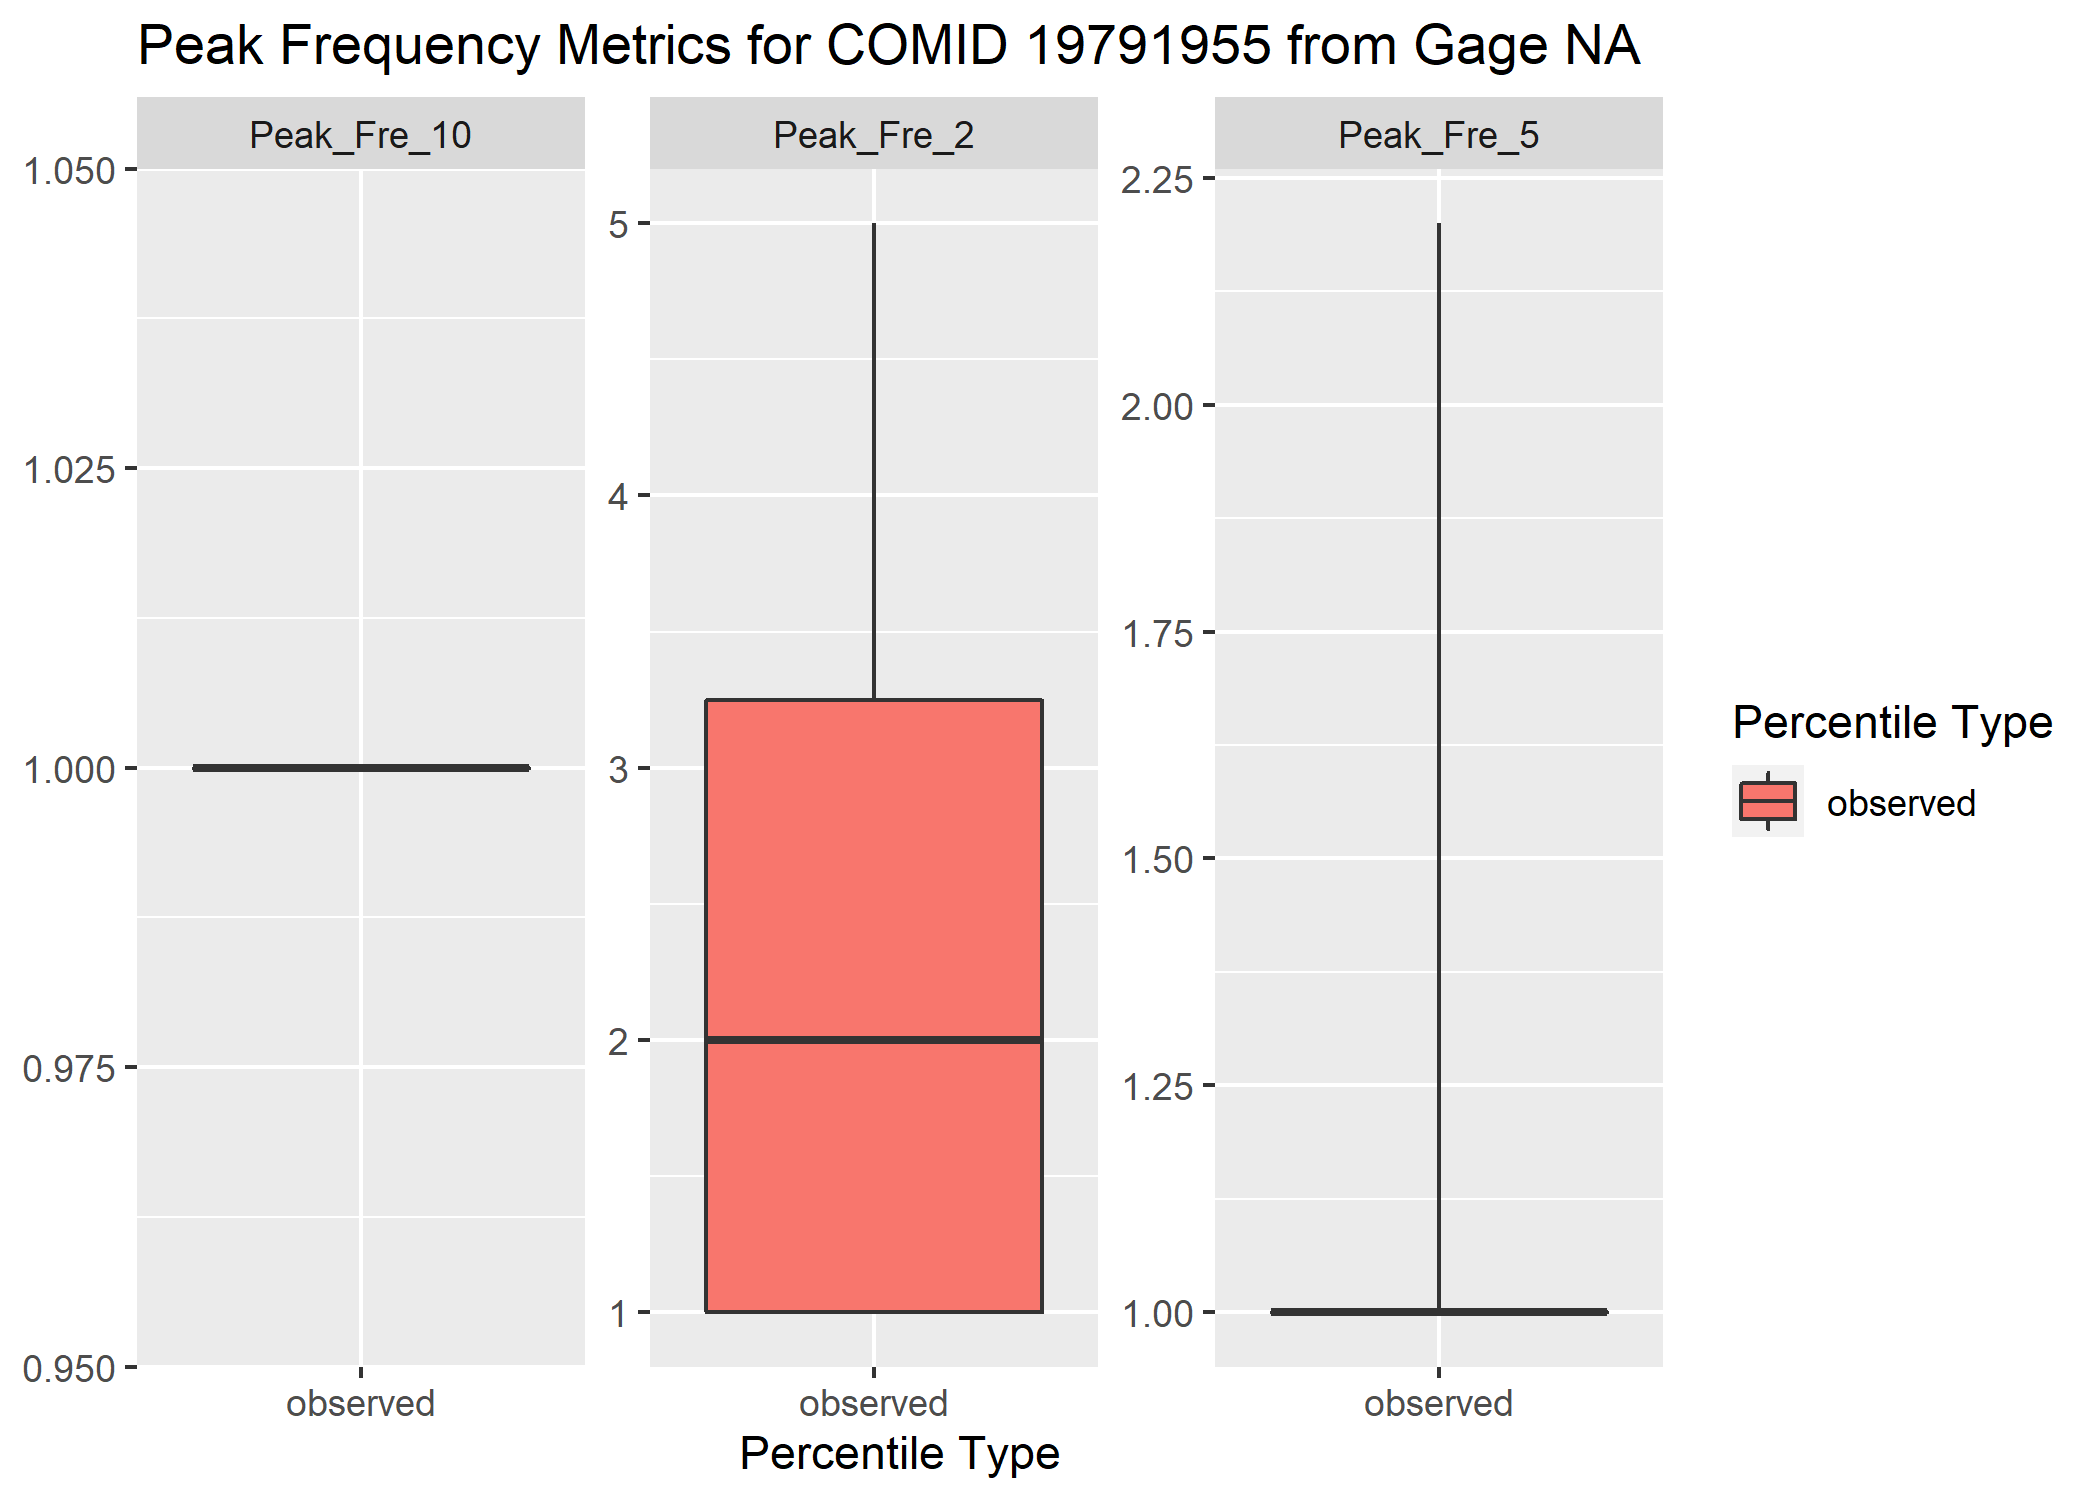 Peak Frequency Metrics for COMID 19791955 from Gage NA
Peak_Fre_10
Peak_Fre_2
Peak_Fre_5
1.050
1.025
1.000
0.975
0.950
5
4
3
2
1
2.25
2.00
1.75
1.50
1.25
1.00
observed
observed
observed
Percentile Type
Percentile Type
observed